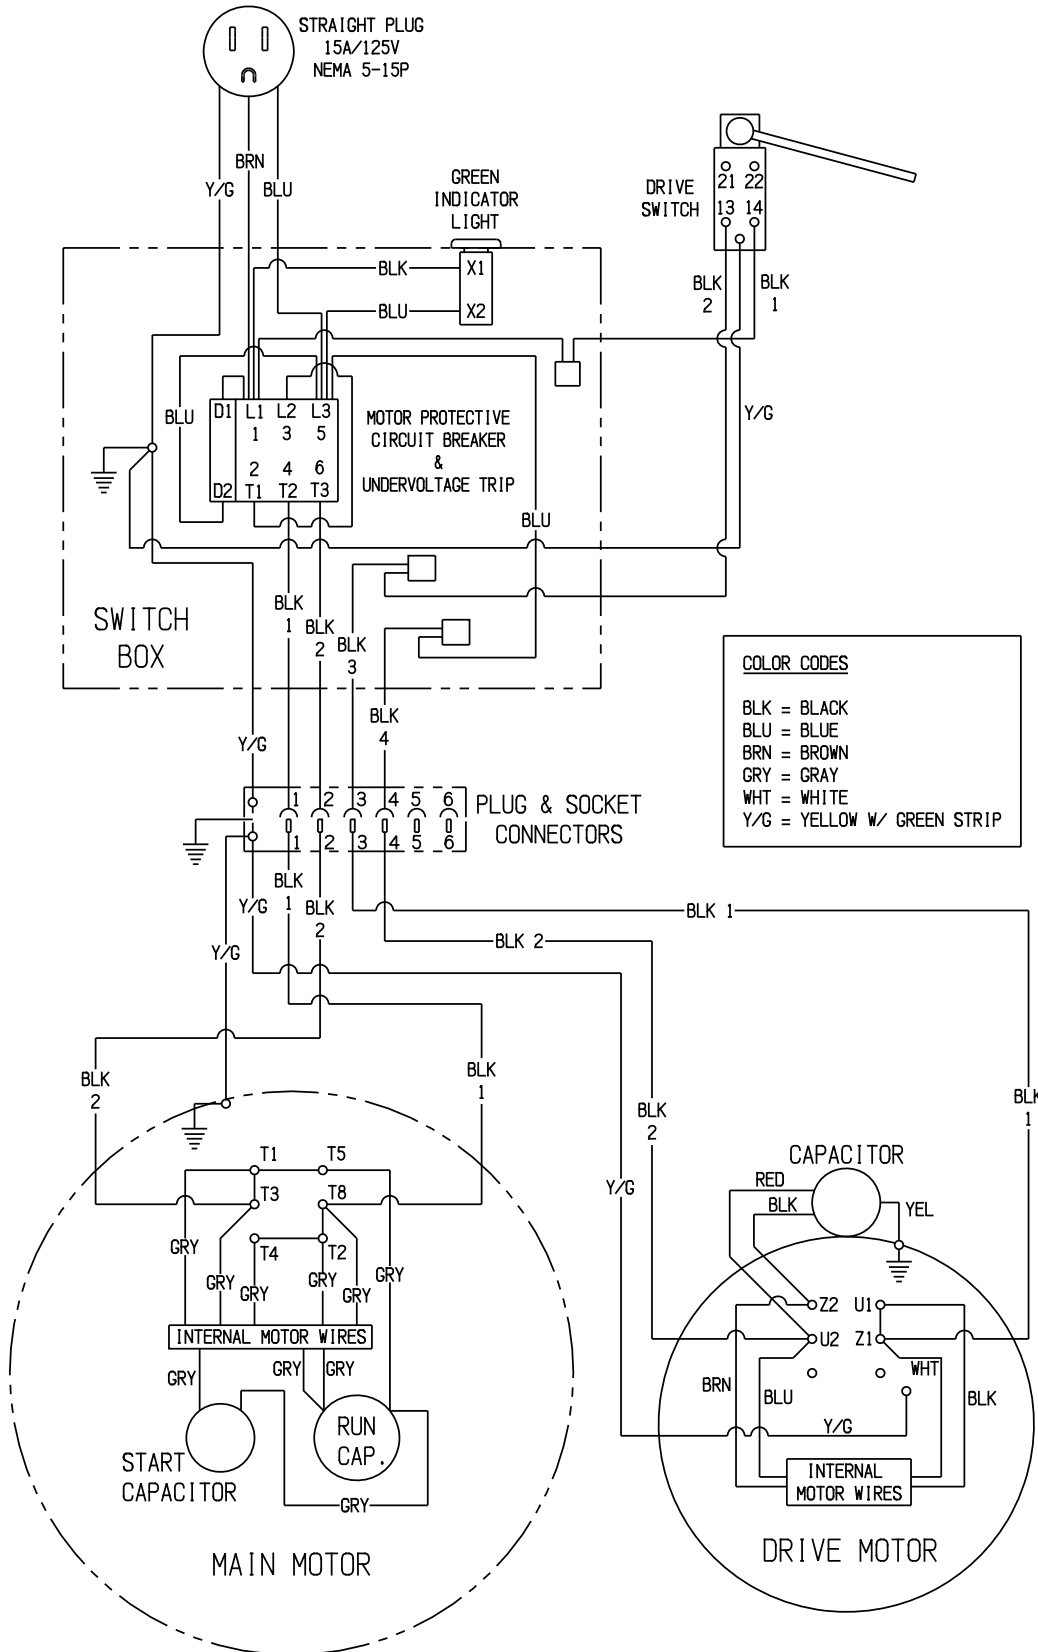 STRAIGHT PLUG
15A/125V
NEMA 5-15P
BRN
Y/G
BLU
GREEN
INDICATOR
LIGHT
DRIVE
SWITCH
21 22
13 14
BLK
X1
BLU
X2
BLK
2
BLK
1
Y/G
BLU
D1 L1 L2 L3
1 3 5
2 4 6
D2 T1 T2 T3
MOTOR PROTECTIVE
CIRCUIT BREAKER
&
UNDERVOLTAGE TRIP
BLU
SWITCH
BOX
BLK
1
BLK
2
BLK
3
BLK
4
Y/G
COLOR CODES
BLK = BLACK
BLU = BLUE
BRN = BROWN
GRY = GRAY
WHT = WHITE
Y/G = YELLOW W/ GREEN STRIP
1 2 3 4 5 6
1 2 3 4 5 6
PLUG & SOCKET
CONNECTORS
BLK
1
Y/G
BLK
2
Y/G
BLK 1
BLK 2
BLK
2
BLK
1
BLK
2
BLK
1
Y/G
T1 T5
T3 T8
T4 T2
GRY
GRY
GRY
GRY
GRY
GRY
INTERNAL MOTOR WIRES
GRY
GRY
GRY
START
CAPACITOR
RUN
CAP.
GRY
MAIN MOTOR
CAPACITOR
RED
BLK
YEL
Z2 U1
U2 Z1
BRN
BLU
WHT
BLK
Y/G
INTERNAL
MOTOR WIRES
DRIVE MOTOR